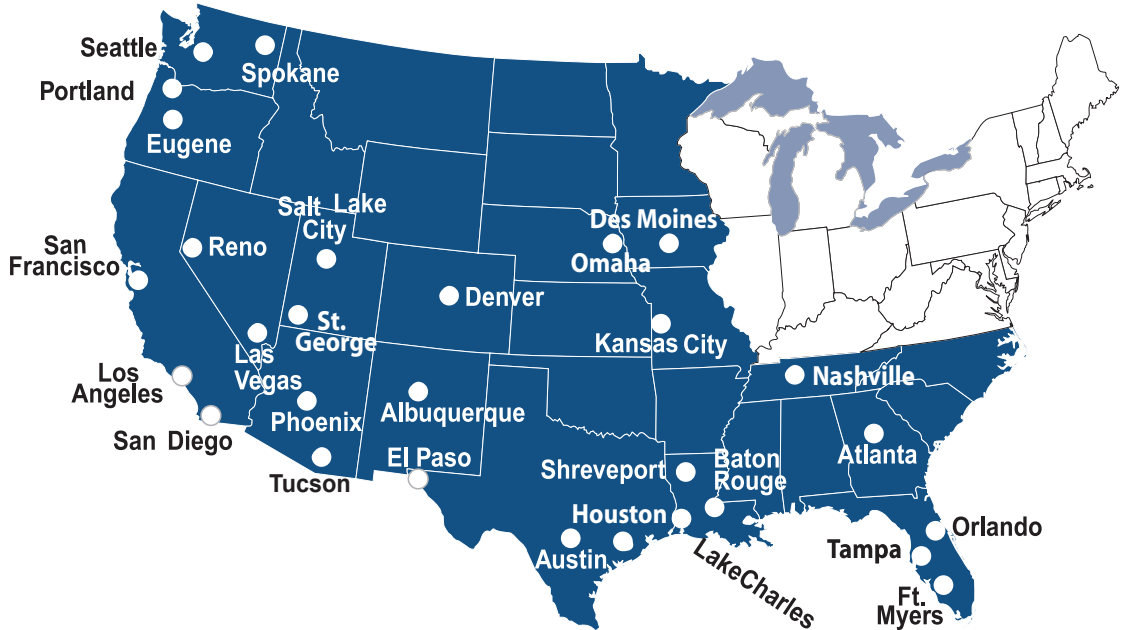 Seattle
Spokane
Portland
Eugene
Salt Lake
City
Des Moines
San
Francisco
Reno
Omaha
Denver
St.
George
Kansas City
Las
Vegas
Los
Angeles
Nashville
Phoenix
Albuquerque
San Diego
El Paso
Atlanta
Tucson
Shreveport
Baton
Rouge
Houston
Austin
LakeCharles
Orlando
Tampa
Ft.
Myers